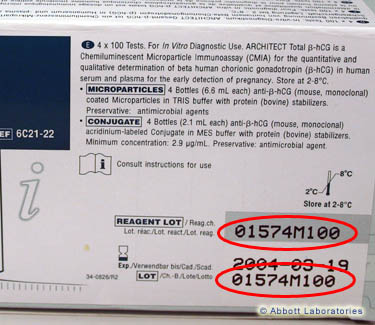 E 4 x 100 Tests. For In Vitro Diagnostic Use. ARCHITECT Total β-hCG is a
Chemiluminescent Microparticle Immunoassay (CMIA) for the quantitative and
qualitative determination of beta human chorionic gonadotropin (β-hCG) in human
serum and plasma for the early detection of pregnancy. Store at 2-8°C.
• MICROPARTICLES 4 Bottles (6.6 mL each) anti-β-hCG (mouse, monoclonal)
coated Microparticles in TRIS buffer with protein (bovine) stabilizers.
Preservative: antimicrobial agents
• CONJUGATE 4 Bottles (2.1 mL each) anti-β-hCG (mouse, monoclonal)
acridinium-labeled Conjugate in MES buffer with protein (bovine) stabilizers.
Minimum concentration: 2.9 µg/mL. Preservative: antimicrobial agent.
EF 6C21-22
i Consult instructions for use
8°C
2°C
Store at 2-8°C
REAGENT LOT / Reag.ch.
Lot. réac./Lot. react./Lot. reag.
01574M100
Exp./Verwendbar bis/Cad./Scad.
2004-03-19
34-0826/R2
LOT /Ch.-B./Lote/Lotto
01574M100
© Abbott Laboratories